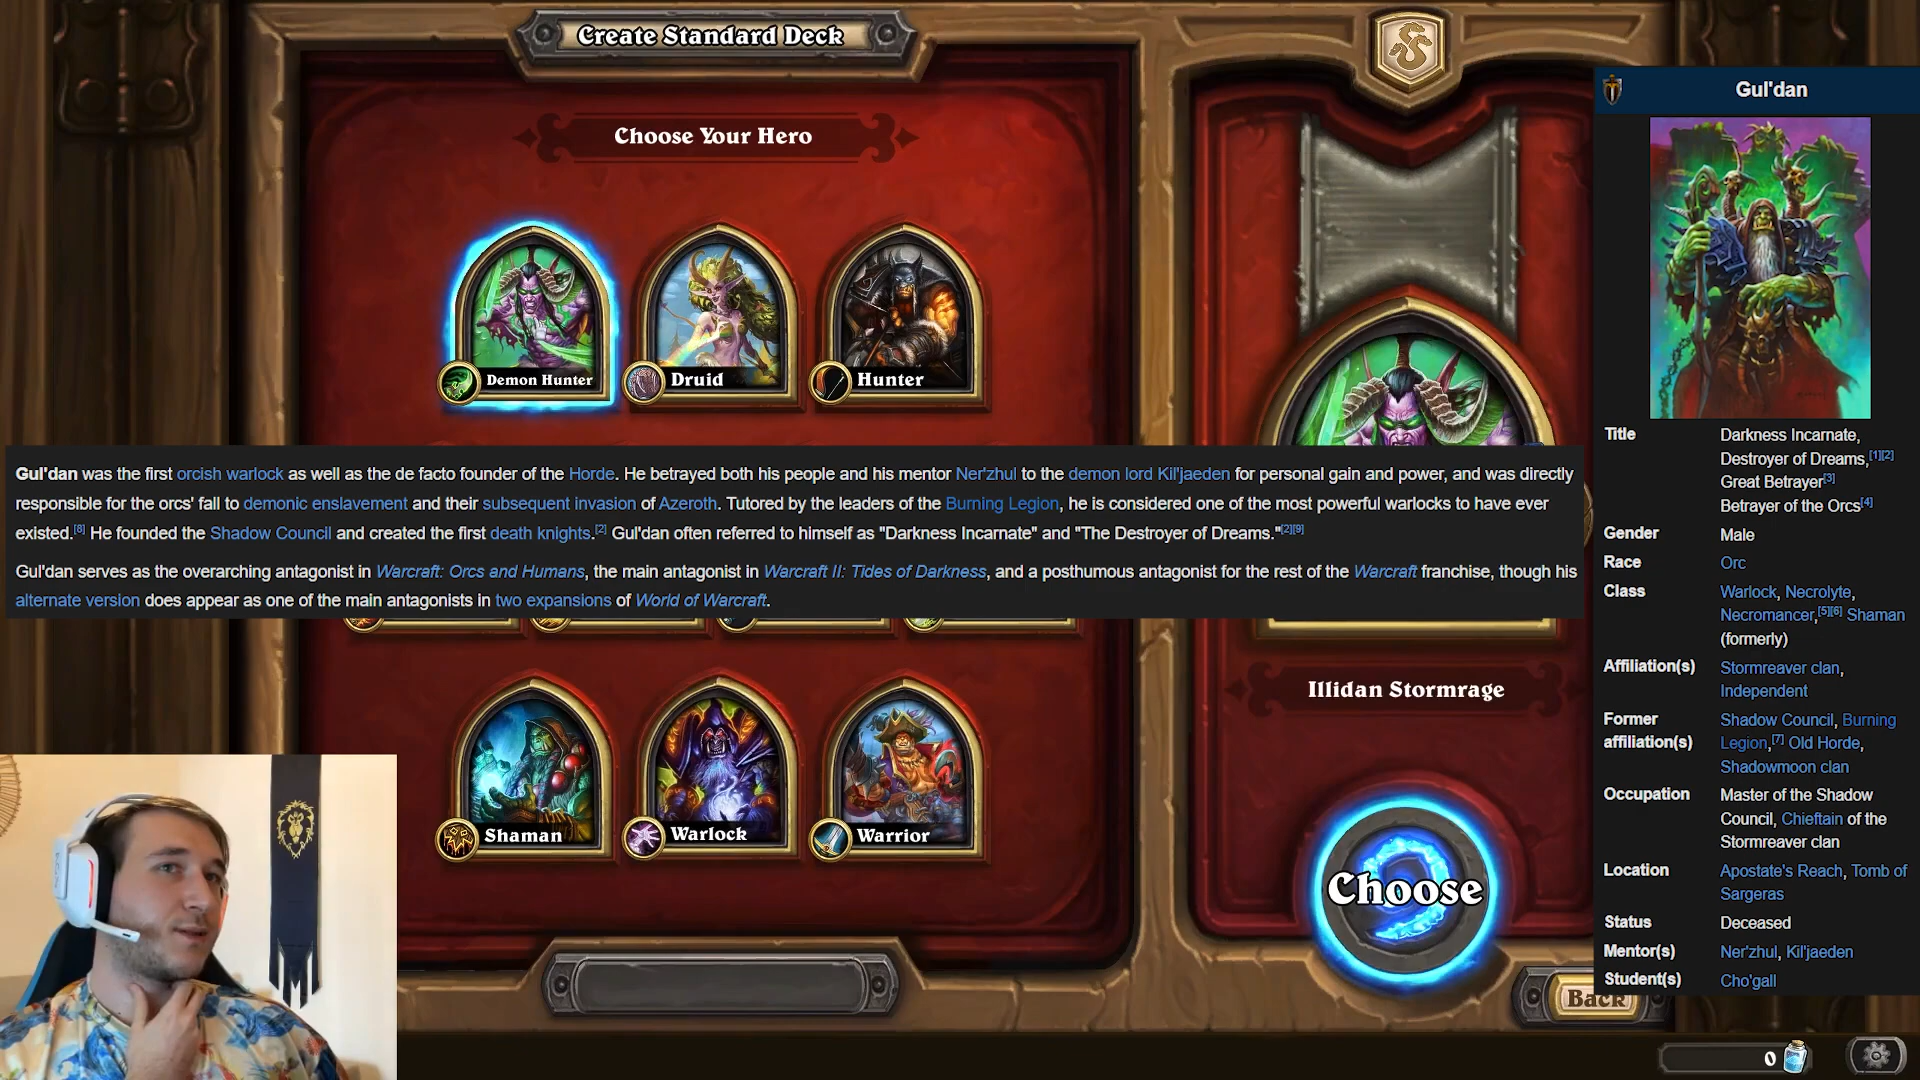 Create Standard Deck
Choose Your Hero
Demon Hunter
Druid
Hunter
Gul'dan was the first orcish warlock as well as the de facto founder of the Horde. He betrayed both his people and his mentor Ner'zhul to the demon lord Kil'jaeden for personal gain and power, and was directly
responsible for the orcs' fall to demonic enslavement and their subsequent invasion of Azeroth. Tutored by the leaders of the Burning Legion, he is considered one of the most powerful warlocks to have ever
existed.[8] He founded the Shadow Council and created the first death knights.[2] Gul'dan often referred to himself as "Darkness Incarnate" and "The Destroyer of Dreams."[2][9]
Gul'dan serves as the overarching antagonist in Warcraft: Orcs and Humans, the main antagonist in Warcraft II: Tides of Darkness, and a posthumous antagonist for the rest of the Warcraft franchise, though his
alternate version does appear as one of the main antagonists in two expansions of World of Warcraft.
Shaman
Warlock
Warrior
Illidan Stormrage
Choose
Back
0
Gul'dan
Title
Darkness Incarnate,
Destroyer of Dreams,[1][2]
Great Betrayer[3]
Betrayer of the Orcs[4]
Gender
Male
Race
Orc
Class
Warlock, Necrolyte,
Necromancer,[5][6] Shaman
(formerly)
Affiliation(s)
Stormreaver clan,
Independent
Former
affiliation(s)
Shadow Council, Burning
Legion,[7] Old Horde,
Shadowmoon clan
Occupation
Master of the Shadow
Council, Chieftain of the
Stormreaver clan
Location
Apostate's Reach, Tomb of
Sargeras
Status
Deceased
Mentor(s)
Ner'zhul, Kil'jaeden
Student(s)
Cho'gall